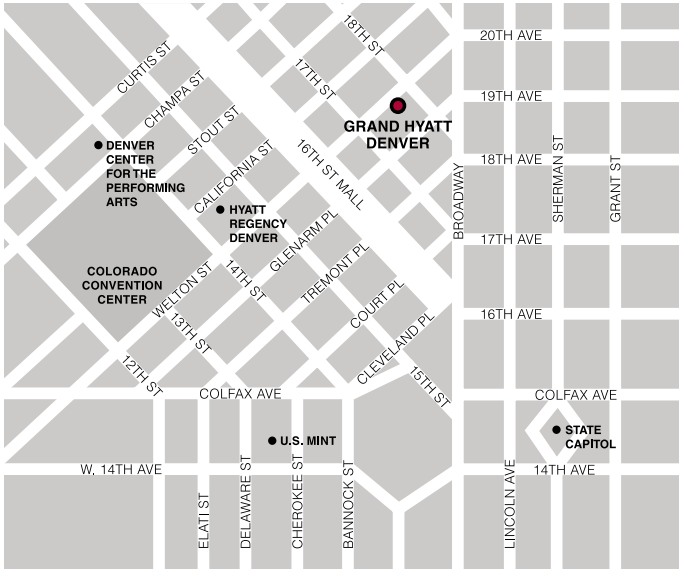 18TH ST
20TH AVE
17TH ST
CURTIS ST
CHAMPA ST
19TH AVE
GRAND HYATT
DENVER
STOUT ST
DENVER
CENTER
FOR THE
PERFORMING
ARTS
16TH ST MALL
18TH AVE
CALIFORNIA ST
BROADWAY
SHERMAN ST
GRANT ST
HYATT
REGENCY
DENVER
GLENARM PL
17TH AVE
COLORADO
CONVENTION
CENTER
WELTON ST
14TH ST
TREMONT PL
COURT PL
16TH AVE
13TH ST
CLEVELAND PL
12TH ST
15TH ST
COLFAX AVE
COLFAX AVE
U.S. MINT
STATE
CAPITOL
W, 14TH AVE
14TH AVE
ELATI ST
DELAWARE ST
CHEROKEE ST
BANNOCK ST
LINCOLN AVE